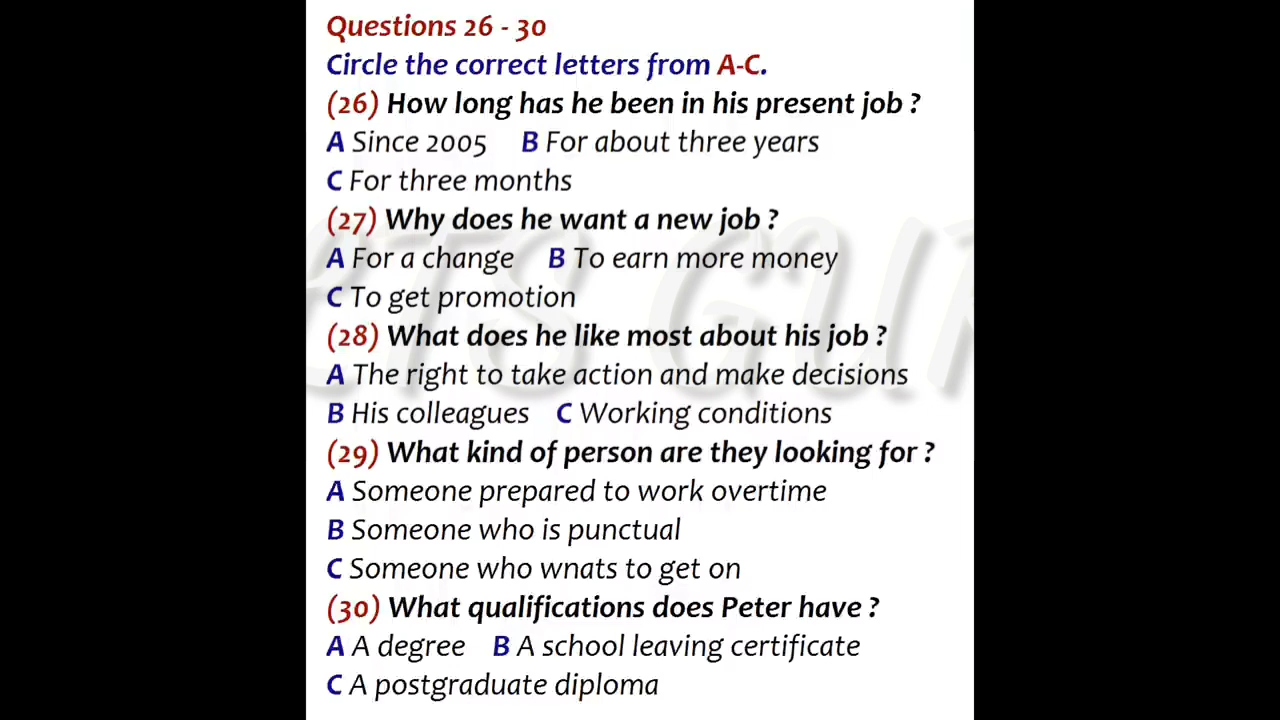 Questions 26 - 30
Circle the correct letters from A-C.
(26) How long has he been in his present job ?
A Since 2005 B For about three years
C For three months
(27) Why does he want a new job ?
A For a change B To earn more money
C To get promotion
(28) What does he like most about his job ?
A The right to take action and make decisions
B His colleagues C Working conditions
(29) What kind of person are they looking for ?
A Someone prepared to work overtime
B Someone who is punctual
C Someone who wnats to get on
(30) What qualifications does Peter have ?
A A degree B A school leaving certificate
C A postgraduate diploma